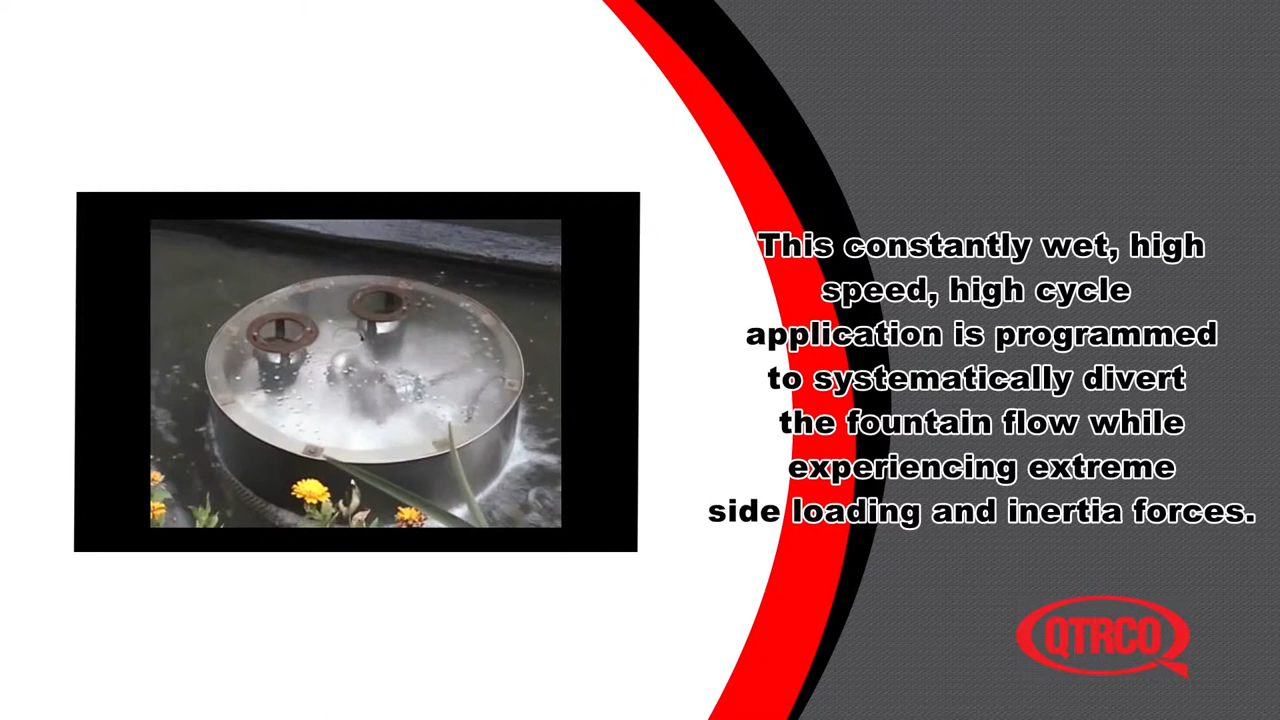 This constantly wet, high
speed, high cycle
application is programmed
to systematically divert
the fountain flow while
experiencing extreme
side loading and inertia forces.
QTRCO